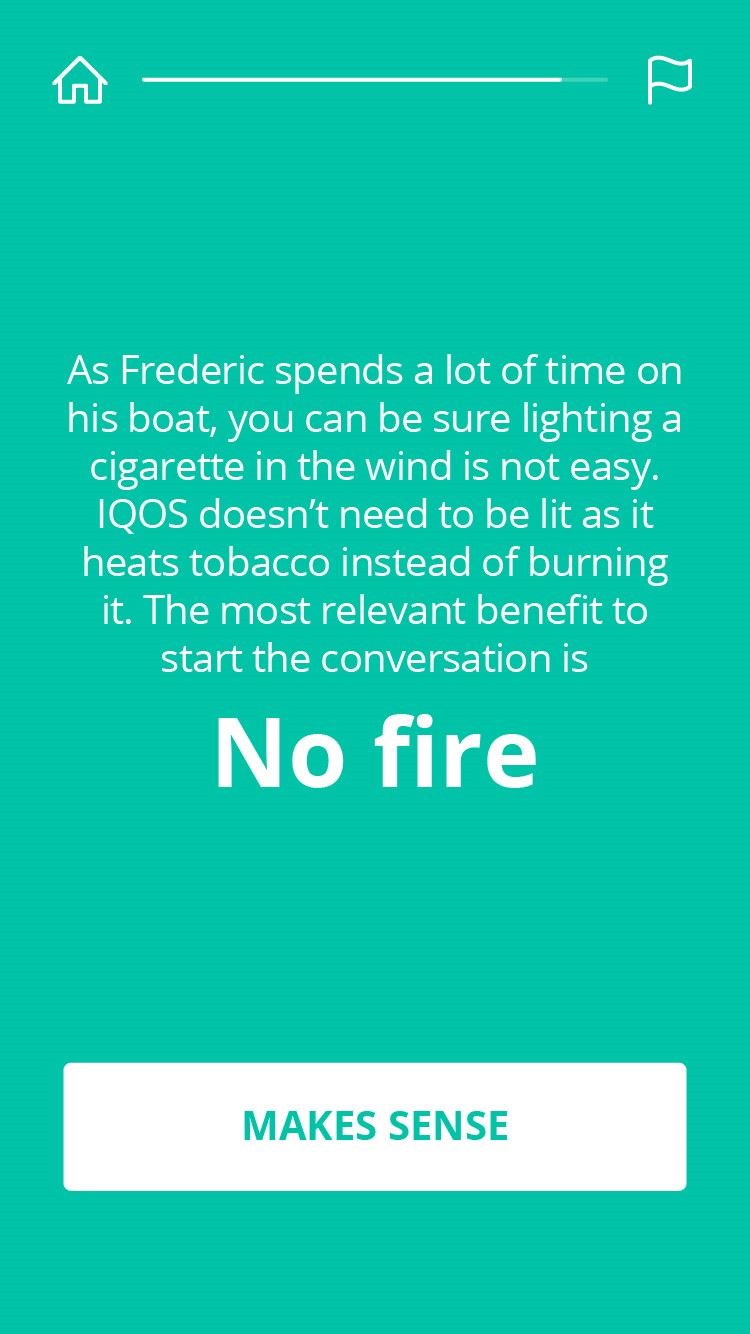 As Frederic spends a lot of time on
his boat, you can be sure lighting a
cigarette in the wind is not easy.
IQOS doesn’t need to be lit as it
heats tobacco instead of burning
it. The most relevant benefit to
start the conversation is
No fire
MAKES SENSE